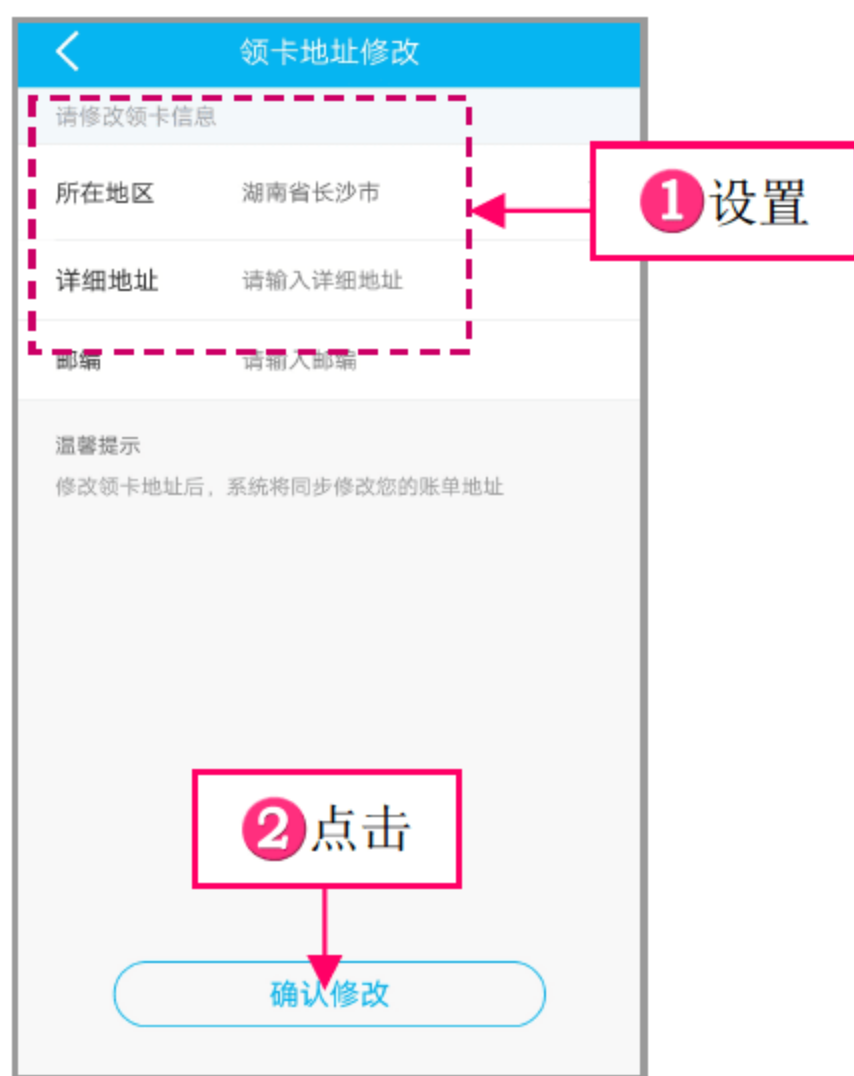 领卡地址修改
请修改领卡信息
所在地区 湖南省长沙市
❶设置
详细地址 请输入详细地址
邮编 请输入邮编
温馨提示
修改领卡地址后，系统将同步修改您的账单地址
❷点击
确认修改